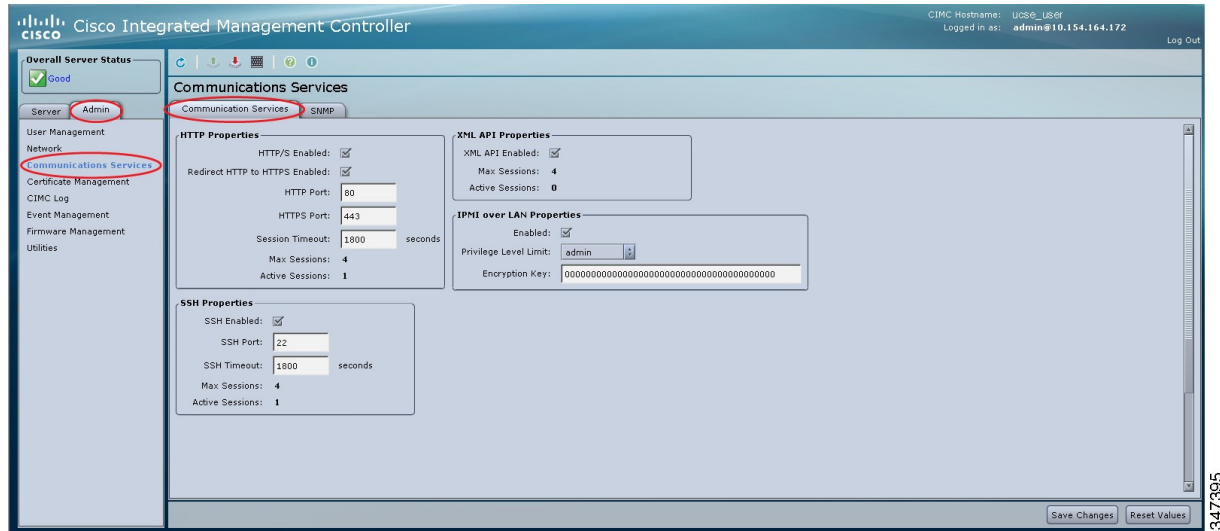 CISCO
Cisco Integrated Management Controller
CIMC Hostname: ucse_user
Logged in as: admin@10.154.164.172
Log Out
Overall Server Status
Good
Server Admin
User Management
Network
Communications Services
Certificate Management
CIMC Log
Event Management
Firmware Management
Utilities
Communications Services
Communication Services SNMP
HTTP Properties
HTTP/S Enabled:
Redirect HTTP to HTTPS Enabled:
HTTP Port: 80
HTTPS Port: 443
Session Timeout: 1800 seconds
Max Sessions: 4
Active Sessions: 1
XML API Properties
XML API Enabled:
Max Sessions: 4
Active Sessions: 0
IPMI over LAN Properties
Enabled:
Privilege Level Limit: admin
Encryption Key: 0000000000000000000000000000000000000000
SSH Properties
SSH Enabled:
SSH Port: 22
SSH Timeout: 1800 seconds
Max Sessions: 4
Active Sessions: 1
Save Changes Reset Values
347395